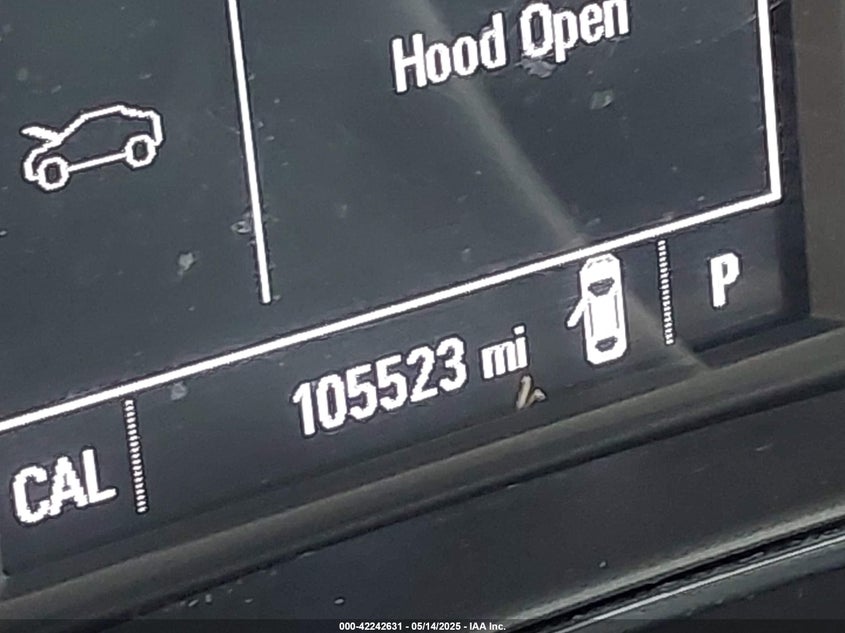 Hood Open
105523 mi
P
CAL
000-42242631 - 05/14/2025 - IAA Inc.